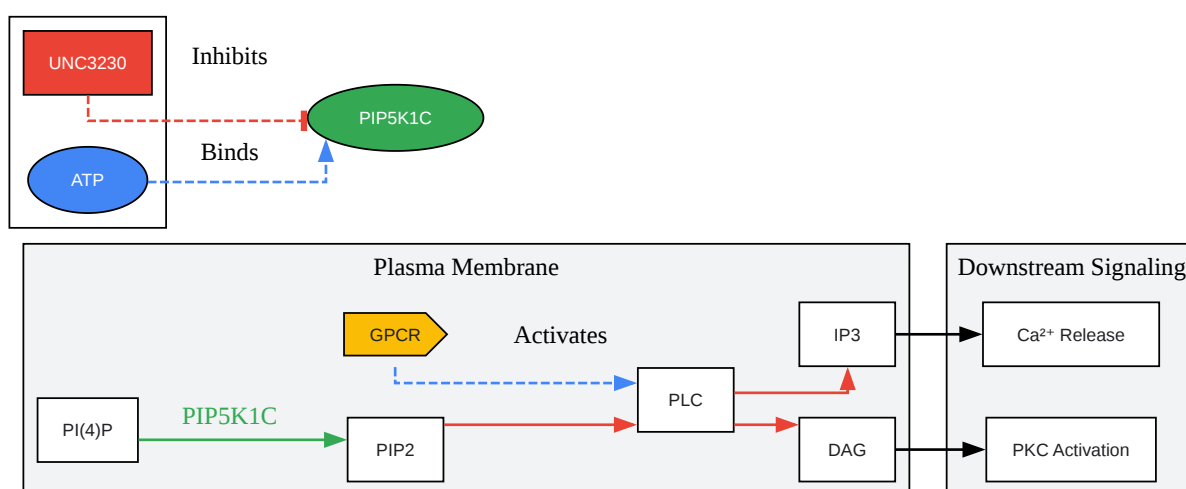 UNC3230
Inhibits
PIP5K1C
Binds
ATP
Plasma Membrane
Downstream Signaling
GPCR
Activates
IP3
Ca²⁺ Release
PLC
PIP5K1C
PI(4)P
PIP2
DAG
PKC Activation